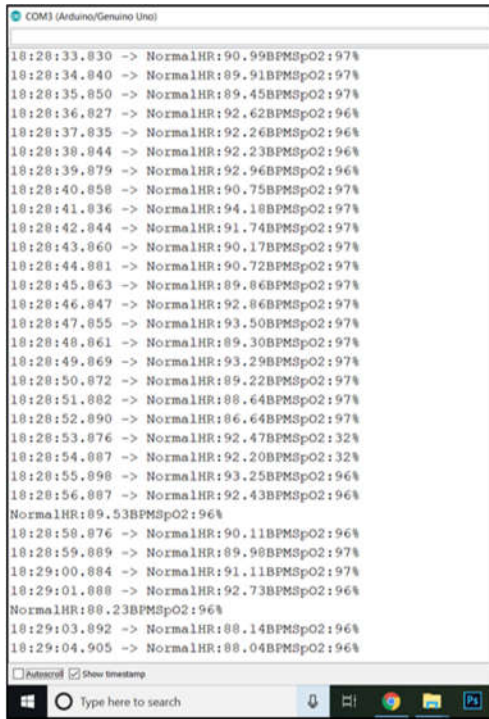 COM3 (Arduino/Genuino Uno)
18:28:33.830 -> NormalHR:90.99BPMSpO2:97%
18:28:34.840 -> NormalHR:89.91BPMSpO2:97%
18:28:35.850 -> NormalHR:89.45BPMSpO2:97%
18:28:36.827 -> NormalHR:92.62BPMSpO2:96%
18:28:37.835 -> NormalHR:92.26BPMSpO2:96%
18:28:38.844 -> NormalHR:92.23BPMSpO2:96%
18:28:39.879 -> NormalHR:92.96BPMSpO2:96%
18:28:40.858 -> NormalHR:90.75BPMSpO2:97%
18:28:41.836 -> NormalHR:94.18BPMSpO2:97%
18:28:42.844 -> NormalHR:91.74BPMSpO2:97%
18:28:43.860 -> NormalHR:90.17BPMSpO2:97%
18:28:44.881 -> NormalHR:90.72BPMSpO2:97%
18:28:45.863 -> NormalHR:89.86BPMSpO2:97%
18:28:46.847 -> NormalHR:92.86BPMSpO2:97%
18:28:47.855 -> NormalHR:93.50BPMSpO2:97%
18:28:48.861 -> NormalHR:89.30BPMSpO2:97%
18:28:49.869 -> NormalHR:93.29BPMSpO2:97%
18:28:50.872 -> NormalHR:89.22BPMSpO2:97%
18:28:51.882 -> NormalHR:88.64BPMSpO2:97%
18:28:52.890 -> NormalHR:86.64BPMSpO2:97%
18:28:53.876 -> NormalHR:92.47BPMSpO2:32%
18:28:54.887 -> NormalHR:92.20BPMSpO2:32%
18:28:55.898 -> NormalHR:93.25BPMSpO2:96%
18:28:56.887 -> NormalHR:92.43BPMSpO2:96%
NormalHR:89.53BPMSpO2:96%
18:28:58.876 -> NormalHR:90.11BPMSpO2:96%
18:28:59.889 -> NormalHR:89.98BPMSpO2:97%
18:29:00.884 -> NormalHR:91.11BPMSpO2:97%
18:29:01.888 -> NormalHR:92.73BPMSpO2:96%
NormalHR:88.23BPMSpO2:96%
18:29:03.892 -> NormalHR:88.14BPMSpO2:96%
18:29:04.905 -> NormalHR:88.04BPMSpO2:96%
Autoscroll Show timestamp
Type here to search
Ps